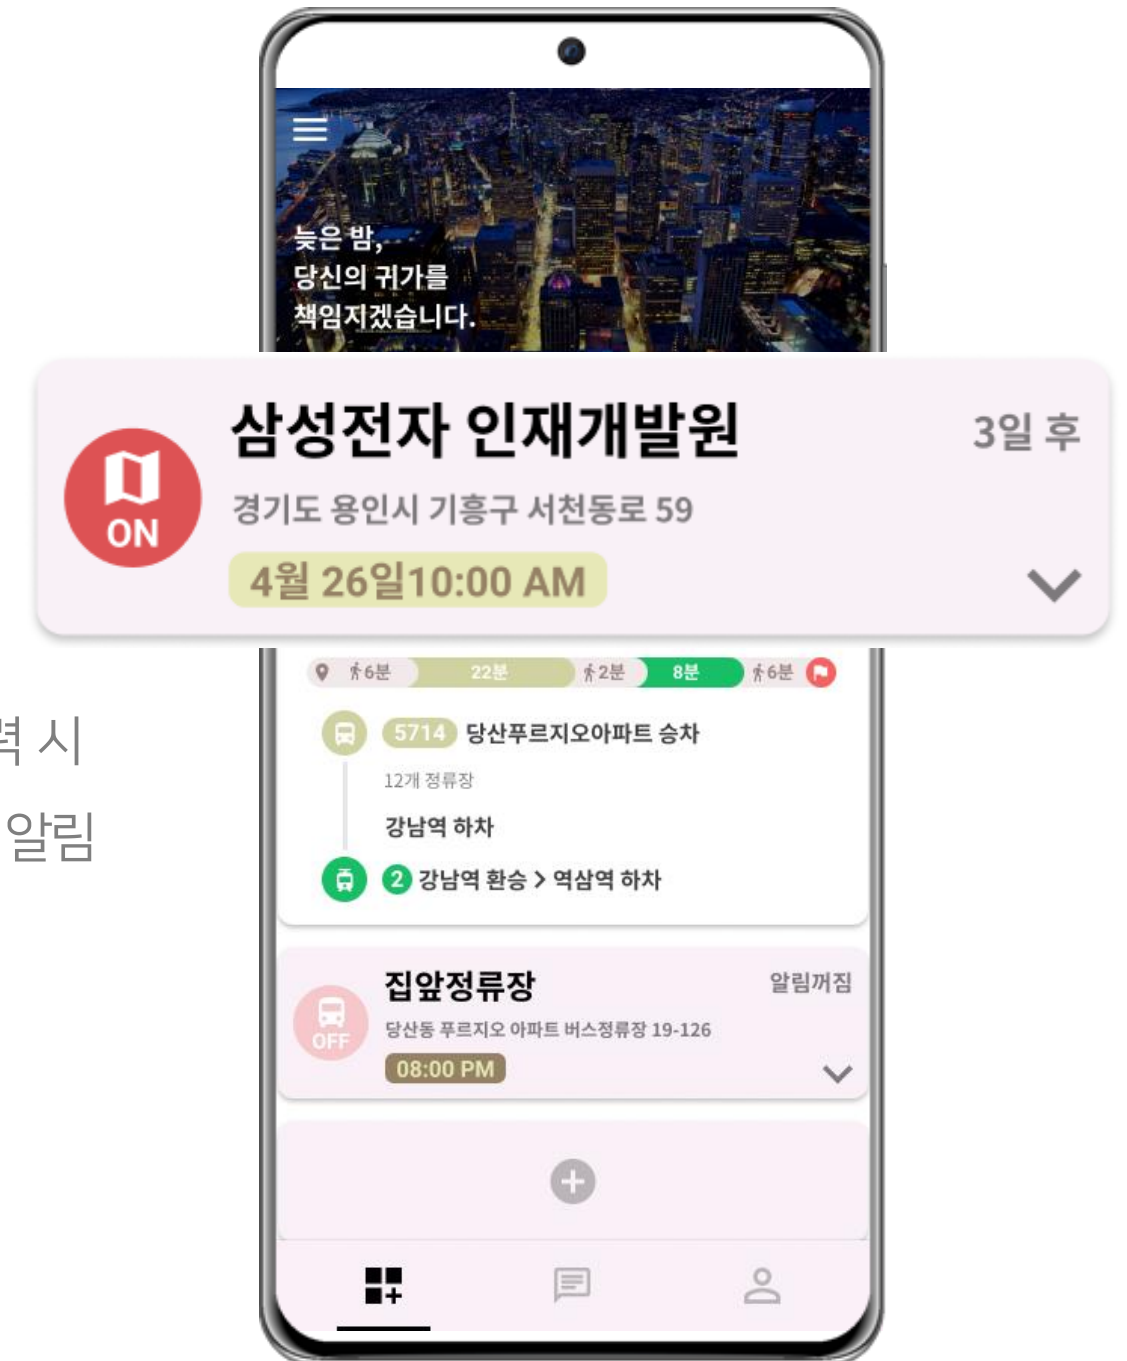 늦은 밤,
당신의 귀가를
책임지겠습니다.
삼성전자 인재개발원
3일 후
경기도 용인시 기흥구 서천동로 59
ON
4월 26일10:00 AM
6분 22분 2분 8분 6분
시
알림
5714 당산푸르지오아파트 승차
12개 정류장
강남역 하차
2 강남역 환승 > 역삼역 하차
집앞정류장
알림꺼짐
당산동 푸르지오 아파트 버스정류장 19-126
OFF
08:00 PM